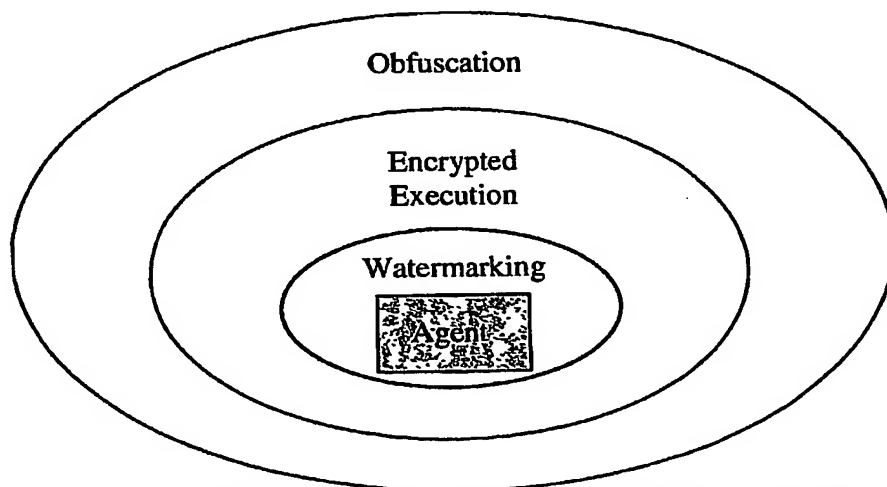 Obfuscation
Encrypted
Execution
Watermarking
Agent